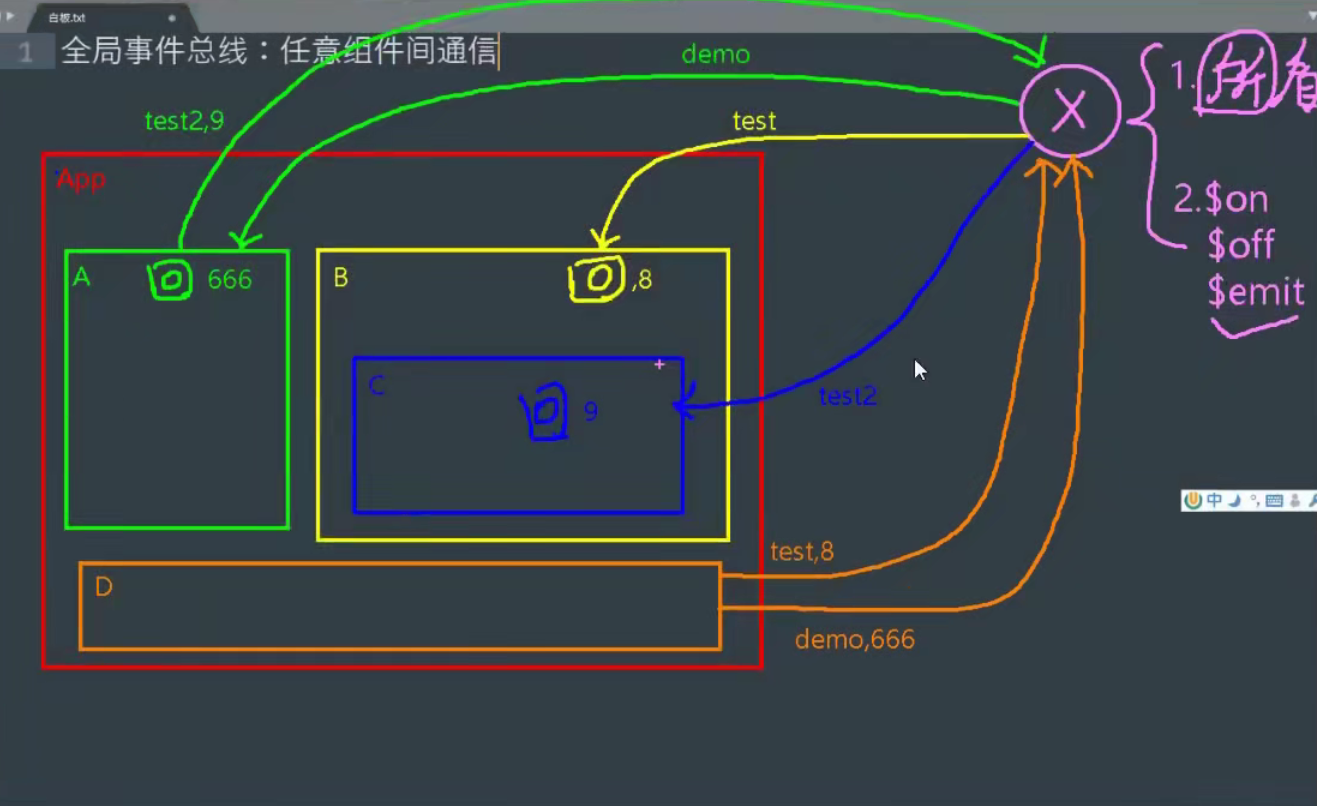 白板.txt
1 全局事件总线：任意组件间通信
demo
test2,9
test
X
1.所看
App
2.$on
$off
$emit
A
666
B
,8
C
9
test2
中
test,8
D
demo,666